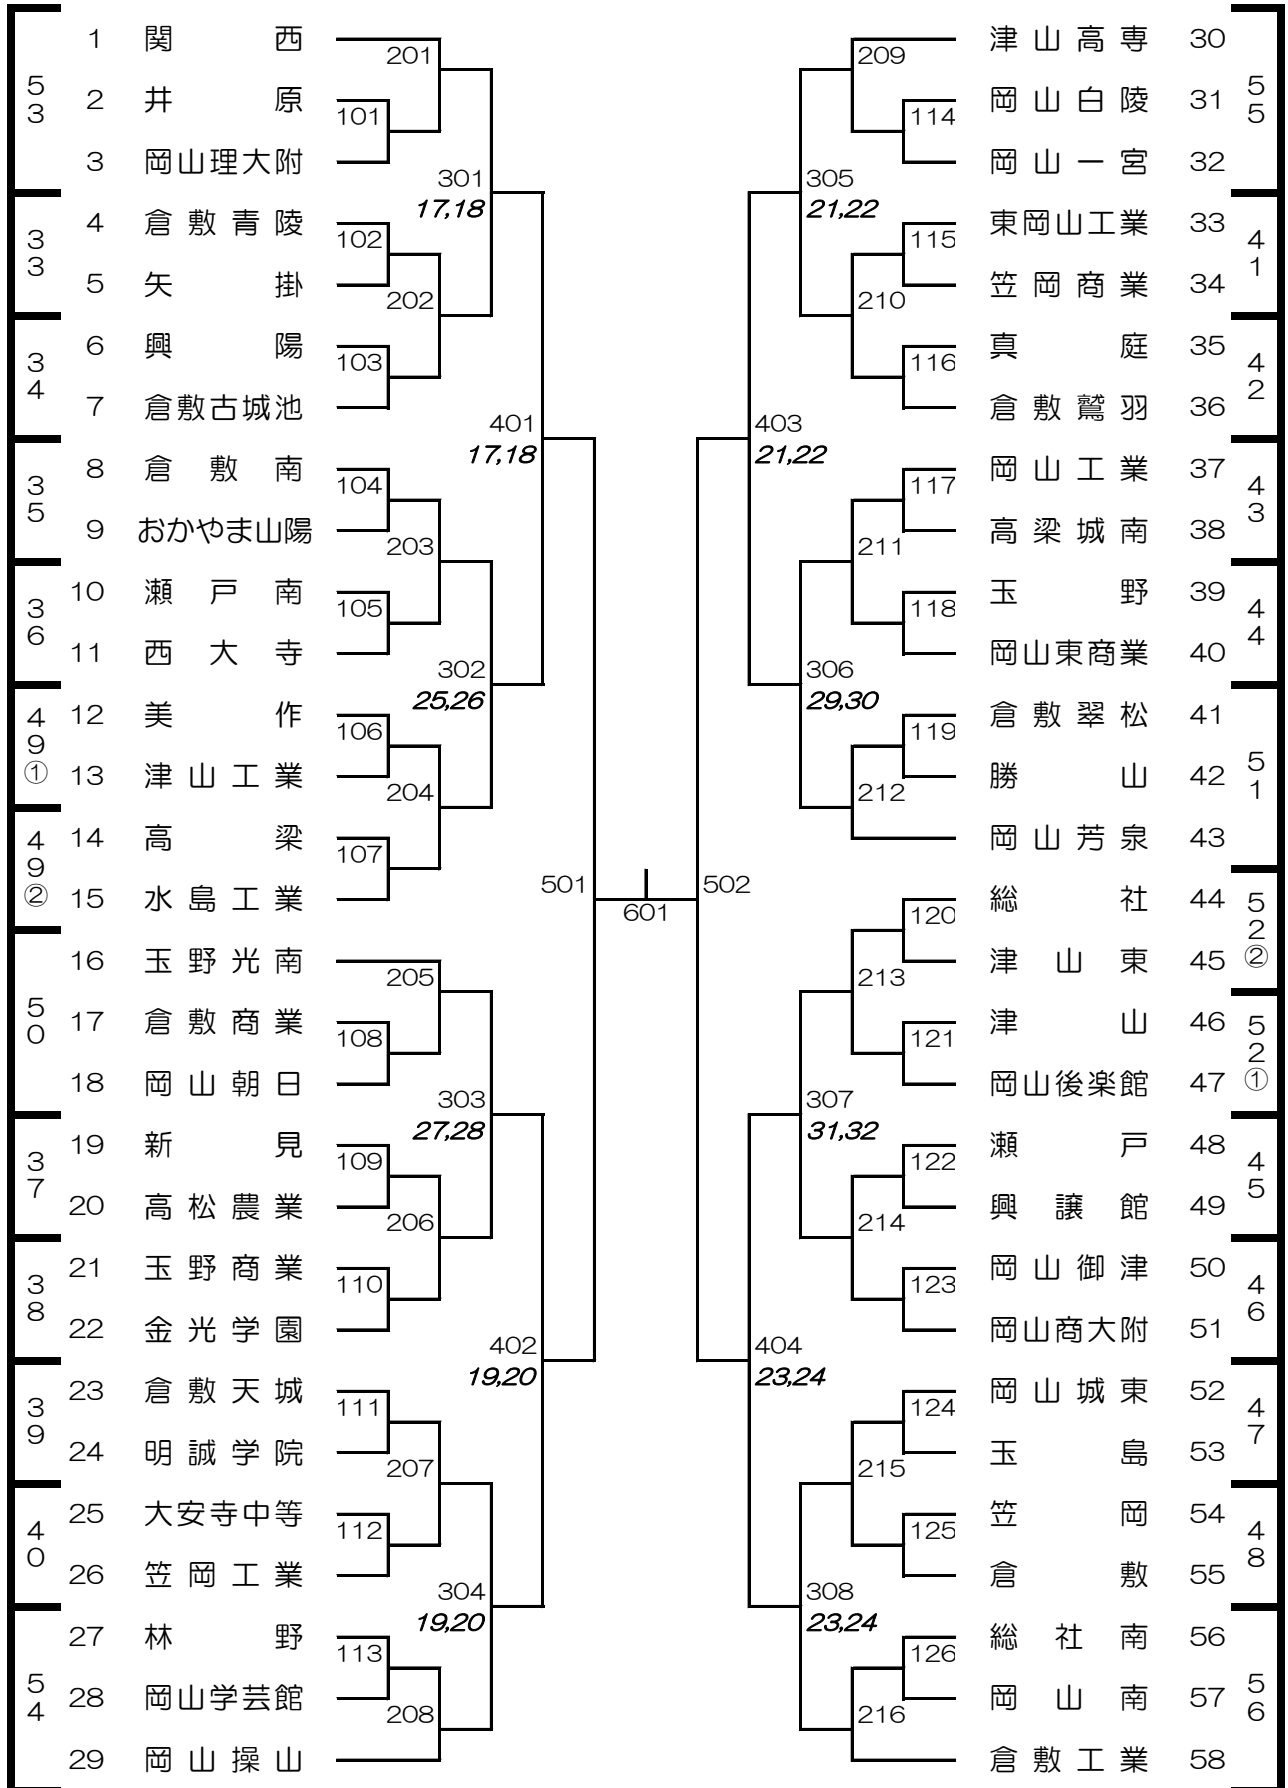 53
1 関西
2 井原
3 岡山理大附
201
101
301
17,18
33
4 倉敷青陵
5 矢掛
102
202
34
6 興陽
7 倉敷古城池
103
401
17,18
35
8 倉敷南
9 おかやま山陽
104
203
36
10 瀬戸南
11 西大寺
105
302
25,26
49①
12 美作
13 津山工業
106
204
49②
14 高梁
15 水島工業
107
501
50
16 玉野光南
17 倉敷商業
18 岡山朝日
205
108
303
27,28
37
19 新見
20 高松農業
109
206
38
21 玉野商業
22 金光学園
110
402
19,20
39
23 倉敷天城
24 明誠学院
111
207
40
25 大安寺中等
26 笠岡工業
112
304
19,20
54
27 林野
28 岡山学芸館
29 岡山操山
113
208
601
209
津山高専 30
岡山白陵 31
岡山一宮 32
55
114
305
21,22
東岡山工業 33
笠岡商業 34
41
115
210
真庭 35
倉敷鷲羽 36
42
116
403
21,22
岡山工業 37
高梁城南 38
43
117
211
玉野 39
岡山東商業 40
44
118
306
29,30
倉敷翠松 41
勝山 42
岡山芳泉 43
51
119
212
502
総社 44
津山東 45
52②
120
213
津山 46
岡山後楽館 47
52①
121
307
31,32
瀬戸 48
興譲館 49
45
122
214
岡山御津 50
岡山商大附 51
46
123
404
23,24
岡山城東 52
玉島 53
47
124
215
笠岡 54
倉敷 55
48
125
308
23,24
総社南 56
岡山南 57
倉敷工業 58
56
126
216